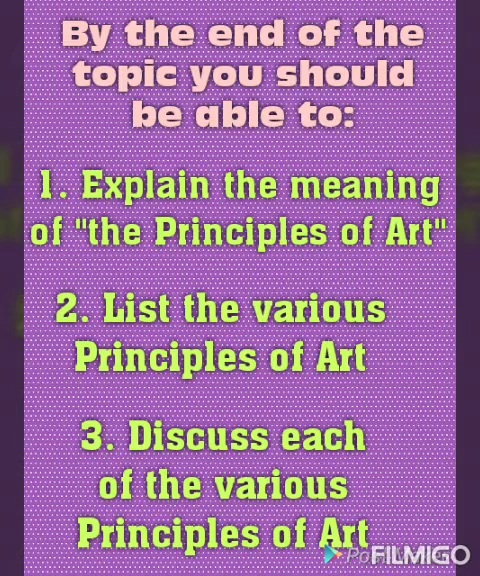 By the end of the
topic you should
be able to:
1. Explain the meaning
of "the Principles of Art"
2. List the various
Principles of Art
3. Discuss each
of the various
Principles of Art
FILMIGO